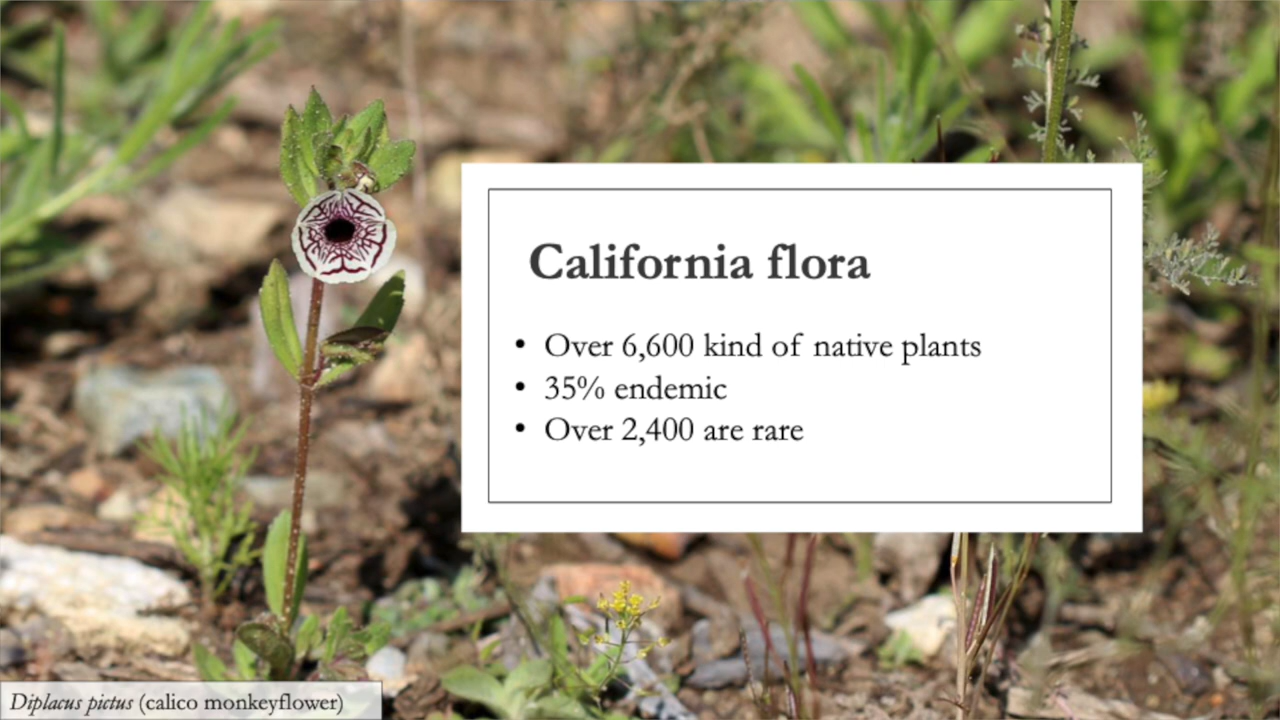 California flora
• Over 6,600 kind of native plants
• 35% endemic
• Over 2,400 are rare
Diplacus pictus (calico monkeyflower)